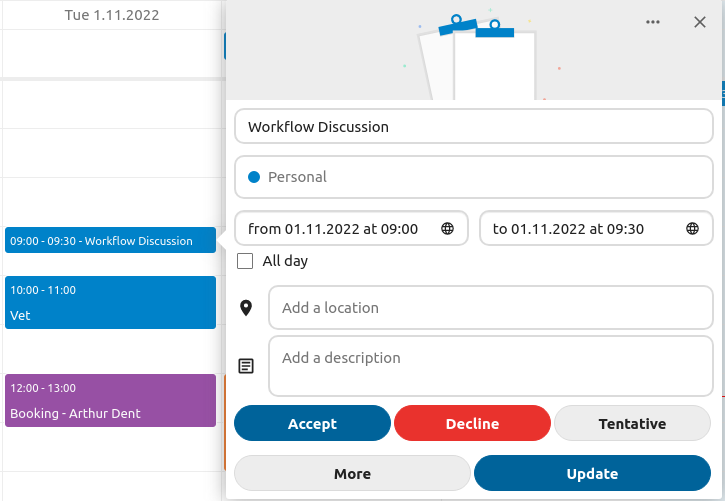 Tue 1.11.2022
09:00 - 09:30 - Workflow Discussion
10:00 - 11:00
Vet
12:00 - 13:00
Booking - Arthur Dent
Workflow Discussion
Personal
from 01.11.2022 at 09:00
to 01.11.2022 at 09:30
All day
Add a location
Add a description
Accept
Decline
Tentative
More
Update